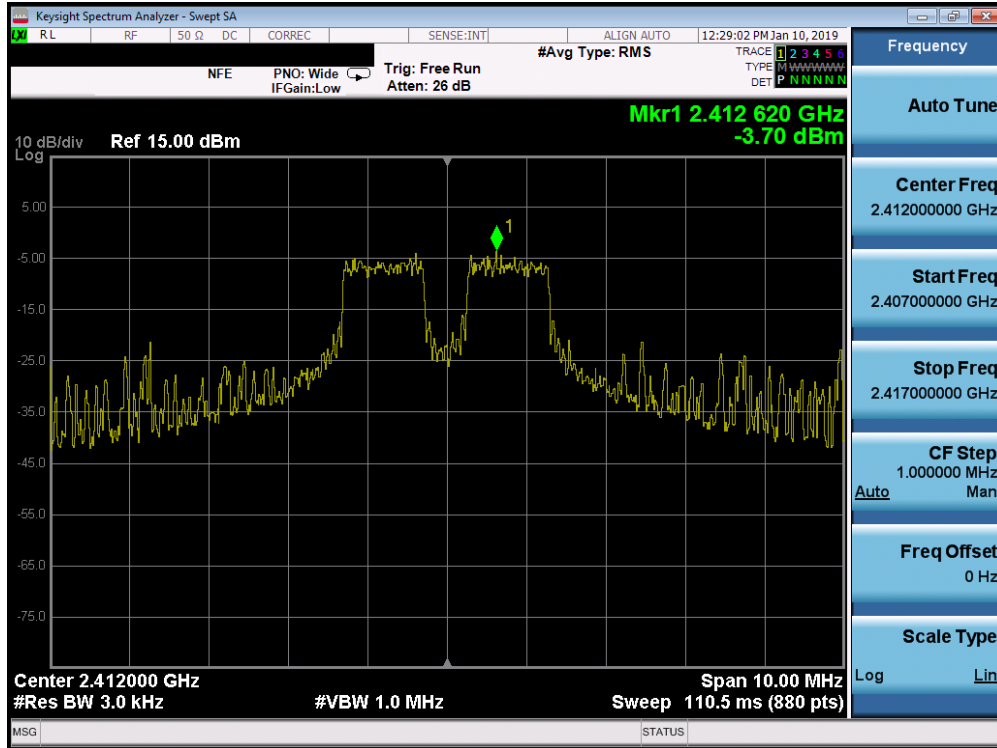 Keysight Spectrum Analyzer - Swept SA
LXI RL RF 50 Ω DC CORREC SENSE:INT ALIGN AUTO 12:29:02 PM Jan 10, 2019
NFE PNO: Wide IFGain:Low Trig: Free Run Atten: 26 dB #Avg Type: RMS
TRACE 1 2 3 4 5 6
TYPE M WWWWW
DET P N N N N N
Mkr1 2.412 620 GHz
-3.70 dBm
10 dB/div Ref 15.00 dBm
Log
5.00
1
-5.00
-15.0
-25.0
-35.0
-45.0
-55.0
-65.0
-75.0
Center 2.412000 GHz Span 10.00 MHz
#Res BW 3.0 kHz #VBW 1.0 MHz Sweep 110.5 ms (880 pts)
MSG STATUS
Frequency
Auto Tune
Center Freq
2.412000000 GHz
Start Freq
2.407000000 GHz
Stop Freq
2.417000000 GHz
CF Step
1.000000 MHz
Auto Man
Freq Offset
0 Hz
Scale Type
Log Lin